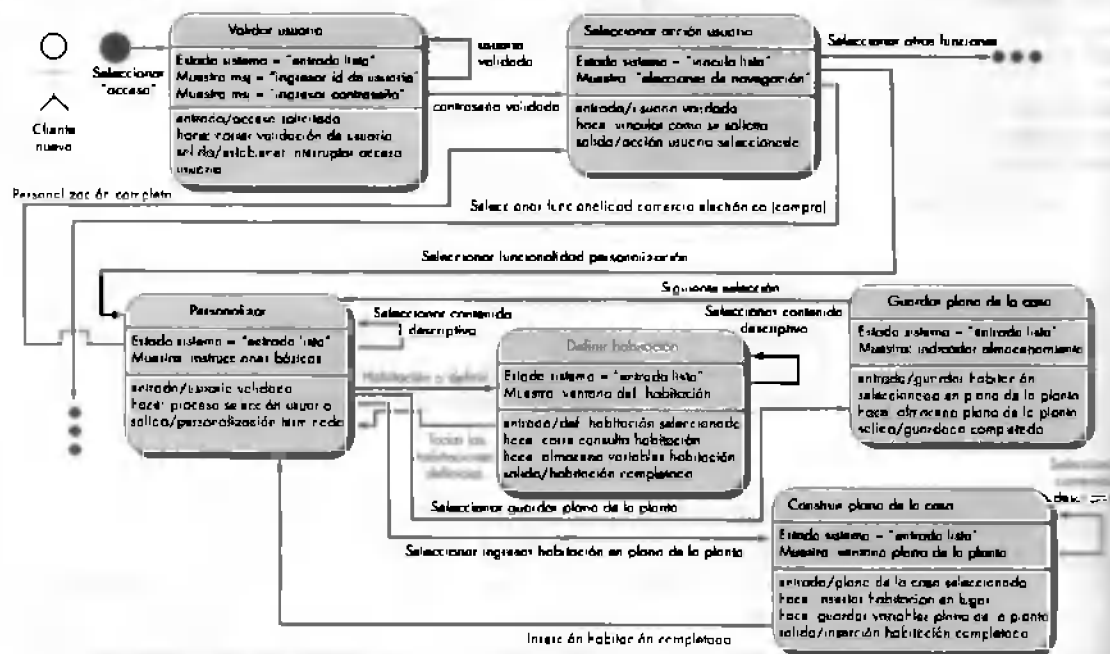 Validar usuario
Estado sistema = "entrada lista"
Muestra msj = "ingresar id de usuario"
Muestra msj = "ingresar contraseña"
entrada/acceso solicitado
hacer: correr validación de usuario
salida/establecer interruptor acceso
usuario
Seleccionar
"acceso"
Cliente
nuevo
usuario
validado
contraseña validada
Seleccionar acción usuario
Estado sistema = "vínculo listo"
Muestra "elecciones de navegación"
entrada/usuario validado
hace: vincular como se solicita
salida/acción usuario seleccionada
Seleccionar otras funciones
Personalización completa
Seleccionar funcionalidad comercio electrónico (compra)
Seleccionar funcionalidad personalización
Siguiente selección
Personalizar
Estado sistema = "entrada lista"
Muestra: instrucciones básicas
entrada/usuario validado
hacer: proceso selección usuario
salida/personalización terminada
Seleccionar contenido
descriptivo
Habitación a definir
Todas las
habitaciones
definidas
Definir habitación
Estado sistema = "entrada lista"
Muestra: ventana def. habitación
entrada/def. habitación seleccionada
hace: corre consulta habitación
hace: almacena variables habitación
salida/habitación completada
Seleccionar contenido
descriptivo
Guardar plano de la casa
Estado sistema = "entrada lista"
Muestra: indicador almacenamiento
entrada/guardar habitación
seleccionada en plano de la planta
hace: almacena plano de la planta
salida/guardado completado
Seleccionar guardar plano de la planta
Seleccionar ingresar habitación en plano de la planta
Construir plano de la casa
Estado sistema = "entrada lista"
Muestra: ventana plano de la planta
entrada/plano de la casa seleccionado
hace: insertar habitación en lugar
hace: guardar variables plano de la planta
salida/inserción habitación completada
Inserción habitación completada